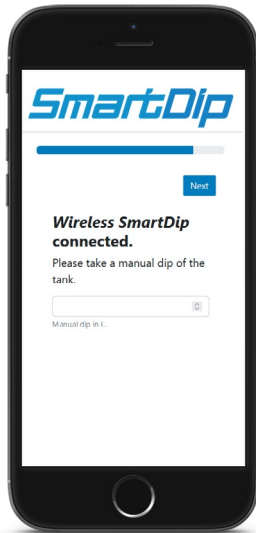 SmartDip
Next
Wireless SmartDip
connected.
Please take a manual dip of the
tank.
Manual dip in l..